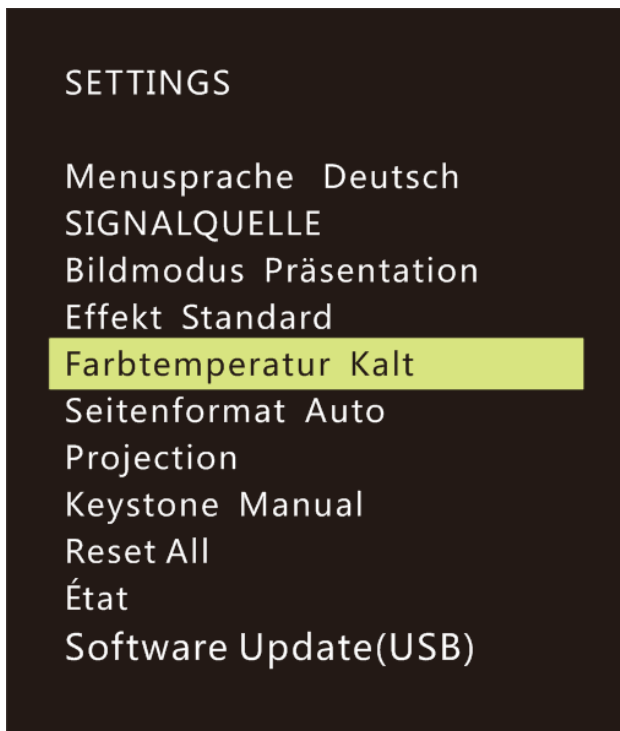 SETTINGS
Menusprache Deutsch
SIGNALQUELLE
Bildmodus Präsentation
Effekt Standard
Farbtemperatur Kalt
Seitenformat Auto
Projection
Keystone Manual
Reset All
État
Software Update(USB)